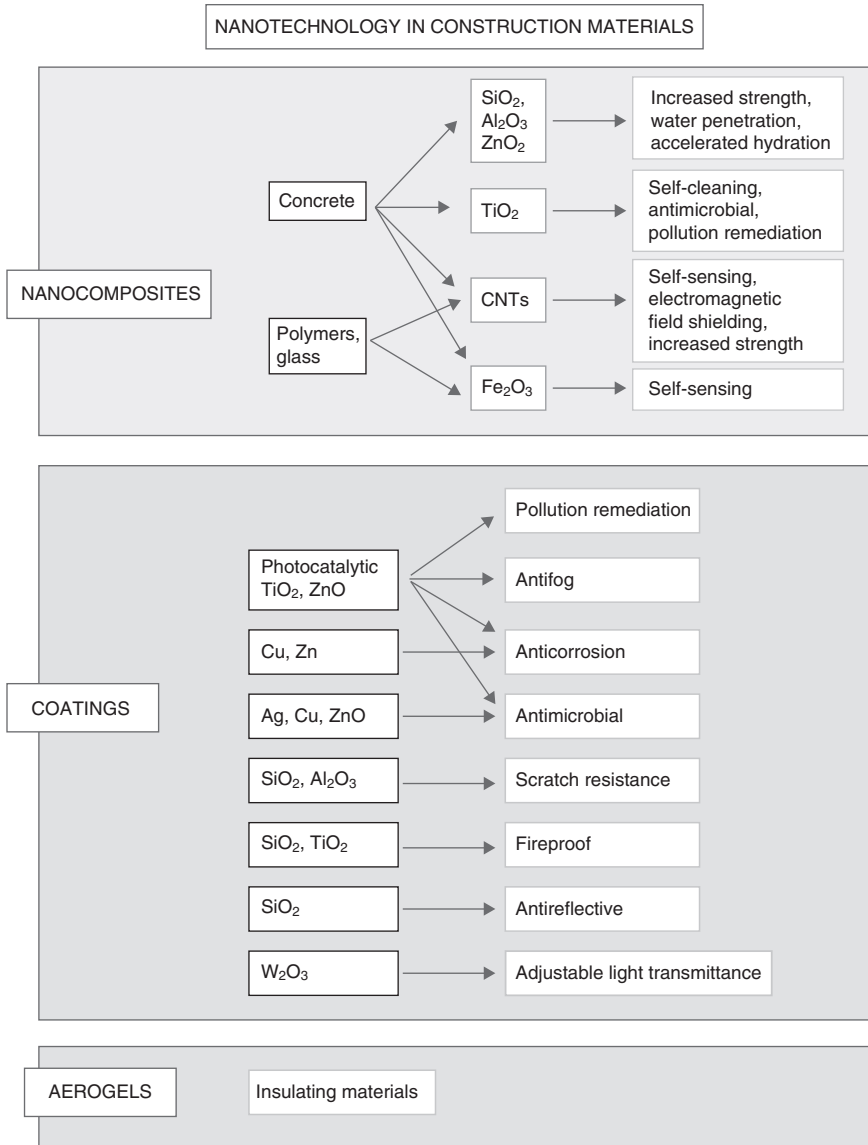 NANOTECHNOLOGY IN CONSTRUCTION MATERIALS
NANOCOMPOSITES
Concrete
Polymers,
glass
SiO₂,
Al₂O₃
ZnO₂
TiO₂
CNTs
Fe₂O₃
Increased strength,
water penetration,
accelerated hydration
Self-cleaning,
antimicrobial,
pollution remediation
Self-sensing,
electromagnetic
field shielding,
increased strength
Self-sensing
COATINGS
Photocatalytic
TiO₂, ZnO
Pollution remediation
Antifog
Cu, Zn
Anticorrosion
Ag, Cu, ZnO
Antimicrobial
SiO₂, Al₂O₃
Scratch resistance
SiO₂, TiO₂
Fireproof
SiO₂
Antireflective
W₂O₃
Adjustable light transmittance
AEROGELS
Insulating materials